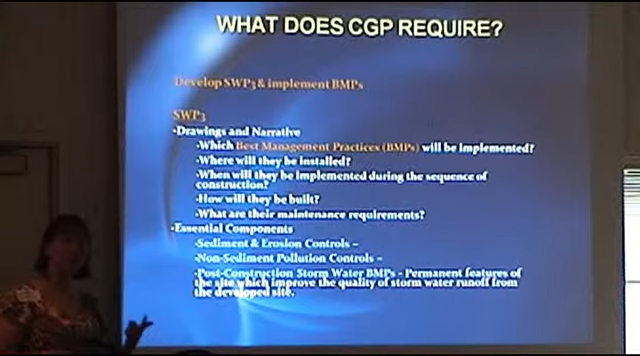 WHAT DOES CGP REQUIRE?
Develop SWP3 & implement BMPs
SWP3
-Drawings and Narrative
-Which Best Management Practices (BMPs) will be implemented?
-Where will they be installed?
-When will they be implemented during the sequence of
construction?
-How will they be built?
-What are their maintenance requirements?
-Essential Components
-Sediment & Erosion Controls –
-Non-Sediment Pollution Controls –
-Post-Construction Storm Water BMPs - Permanent features of
the site which improve the quality of storm water runoff from
the developed site.